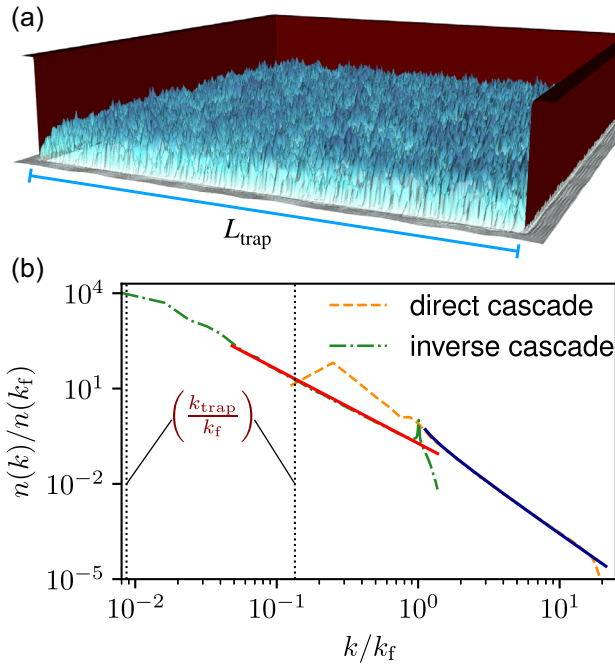 (a)
L_trap
(b)
10^4
10^1
10^-2
10^-5
n(k)/n(k_f)
direct cascade
inverse cascade
(k_trap/k_f)
10^-2 10^-1 10^0 10^1
k/k_f